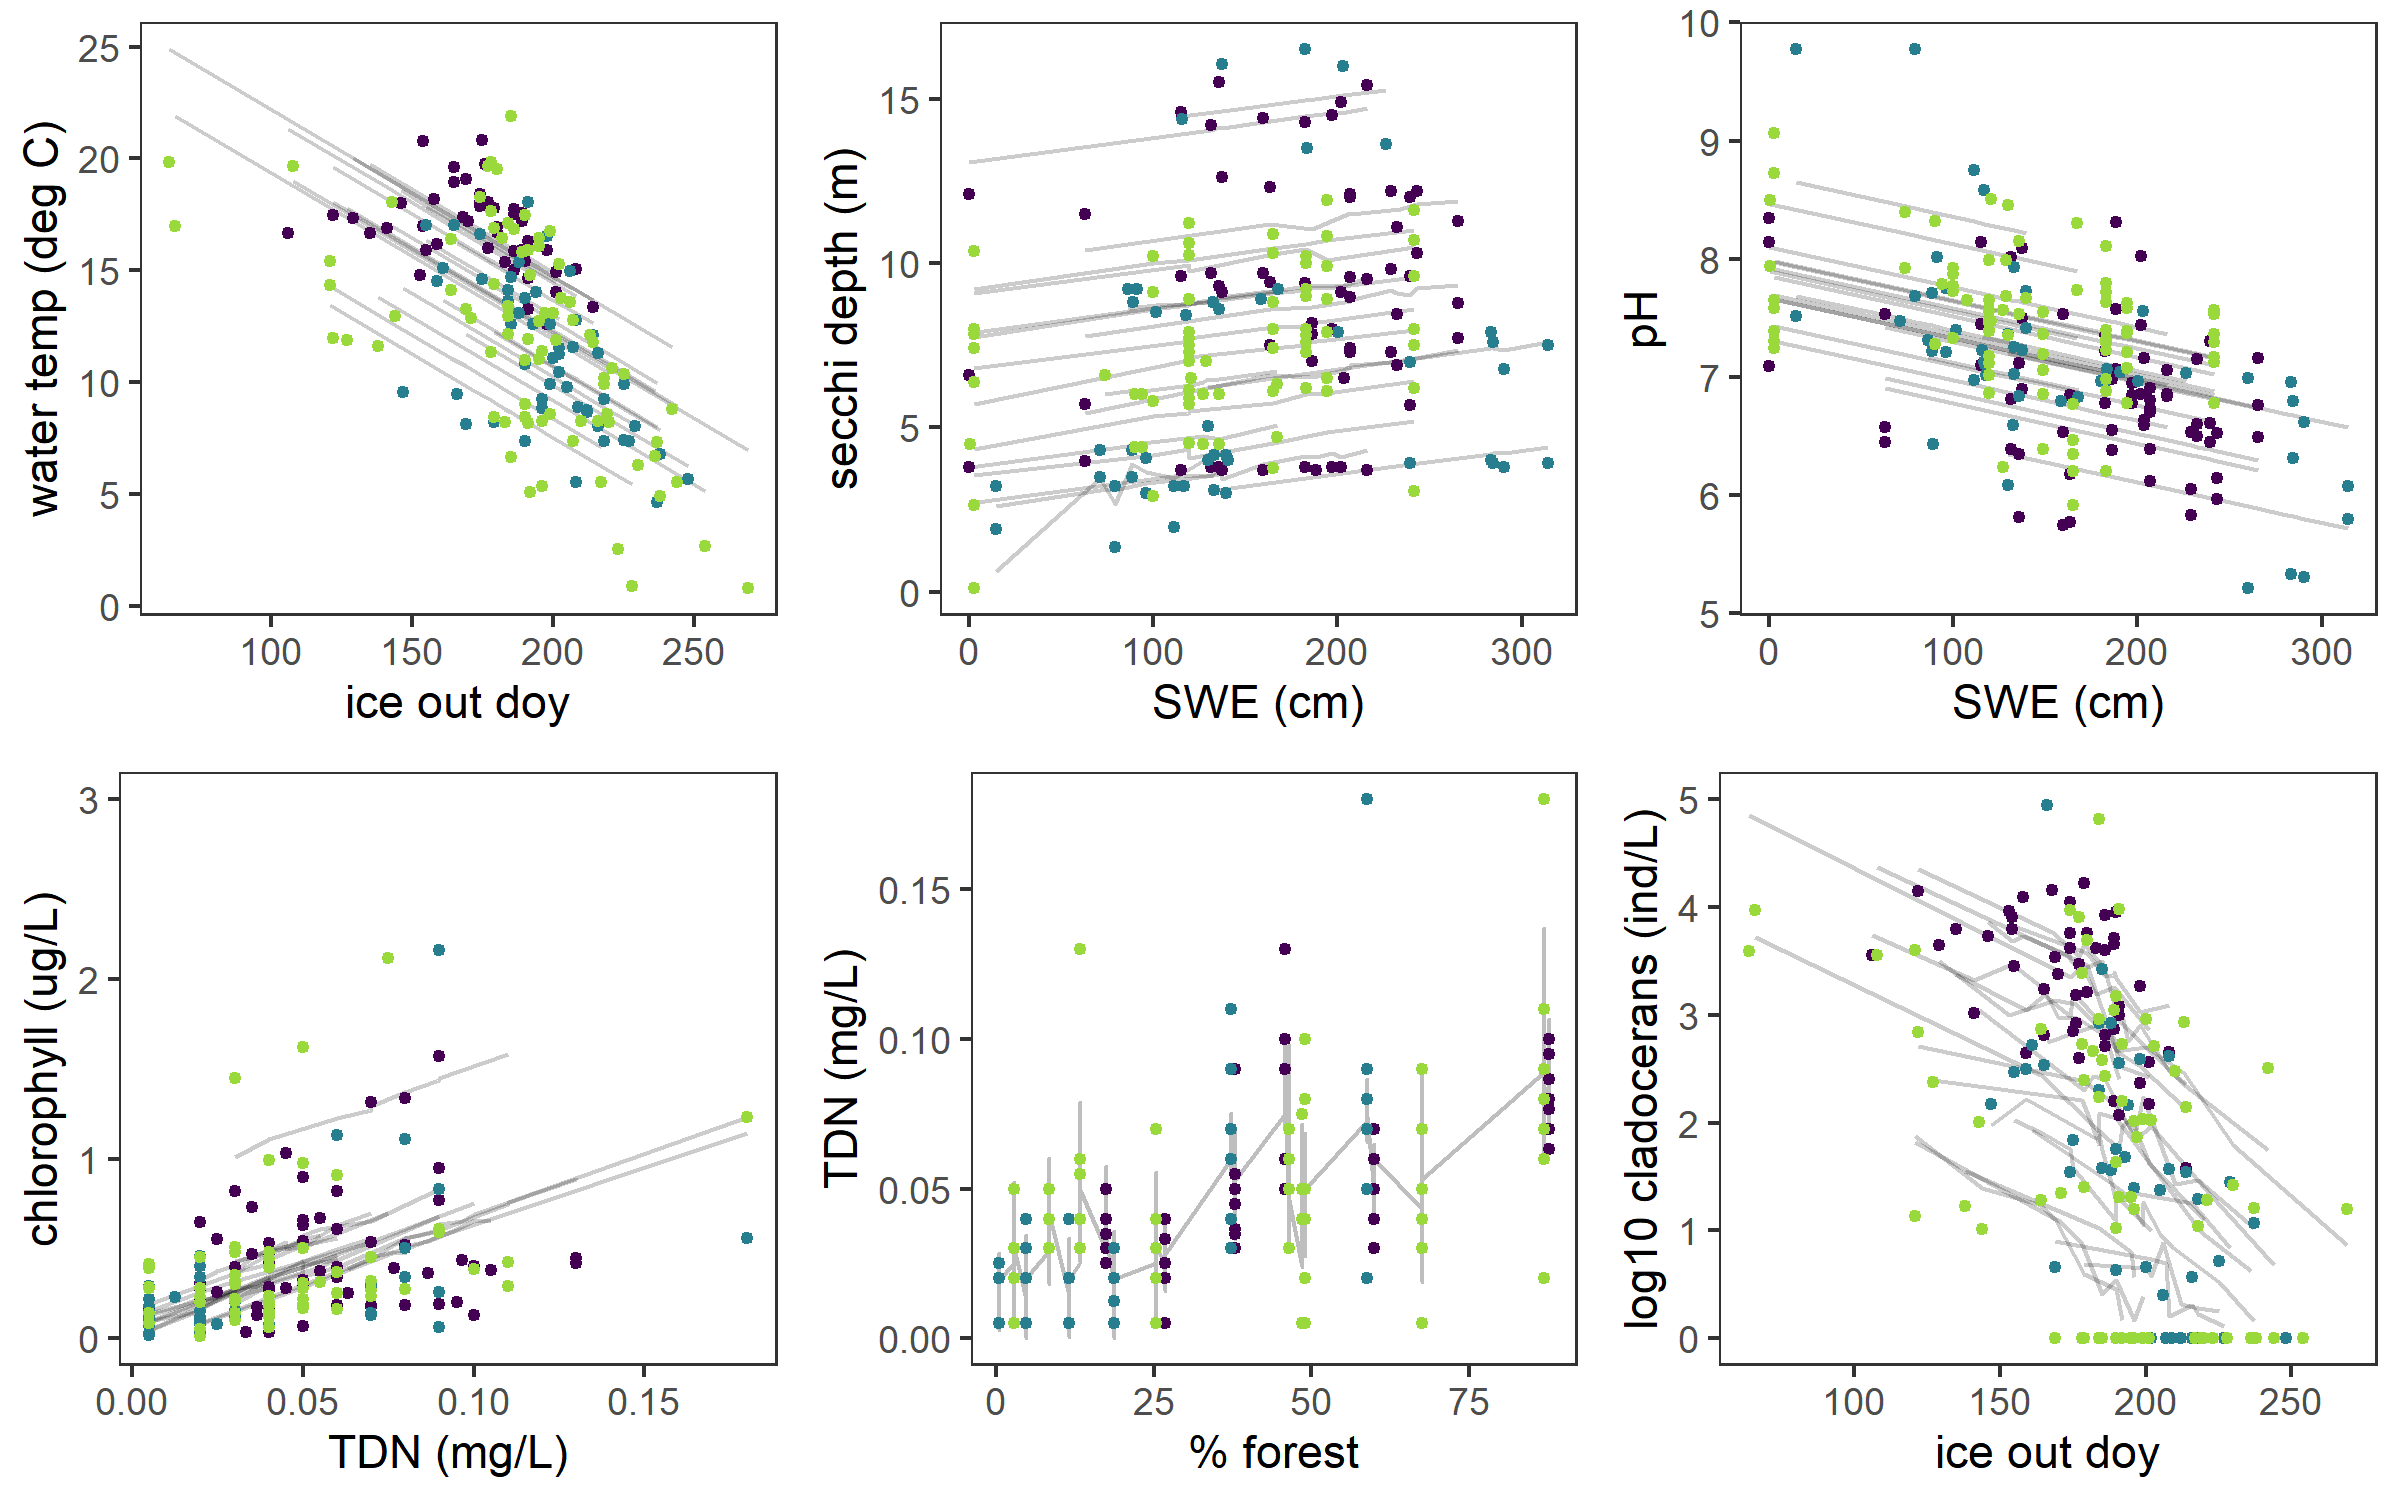 25
20
15
10
5
0
water temp (deg C)
100 150 200 250
ice out doy
15
10
5
0
secchi depth (m)
0 100 200 300
SWE (cm)
10
9
8
7
6
5
pH
0 100 200 300
SWE (cm)
3
2
1
0
chlorophyll (ug/L)
0.00 0.05 0.10 0.15
TDN (mg/L)
0.15
0.10
0.05
0.00
TDN (mg/L)
0 25 50 75
% forest
5
4
3
2
1
0
log10 cladocerans (ind/L)
100 150 200 250
ice out doy